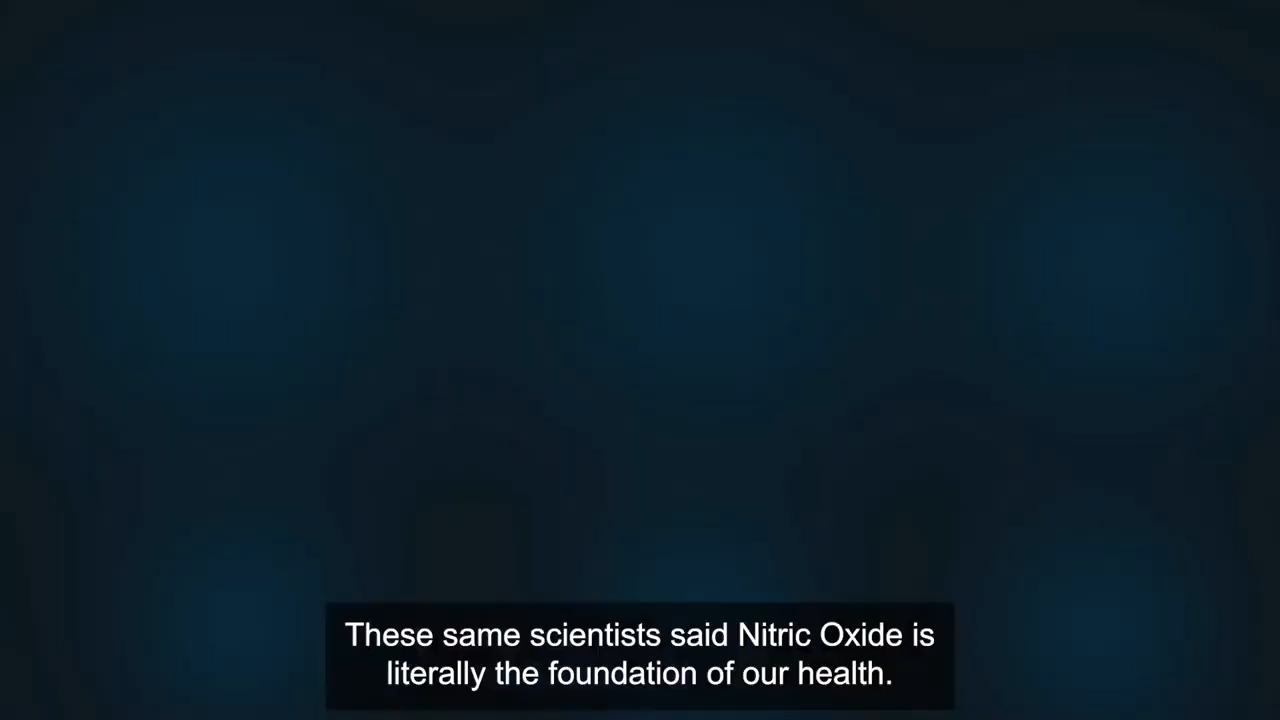 These same scientists said Nitric Oxide is
literally the foundation of our health.